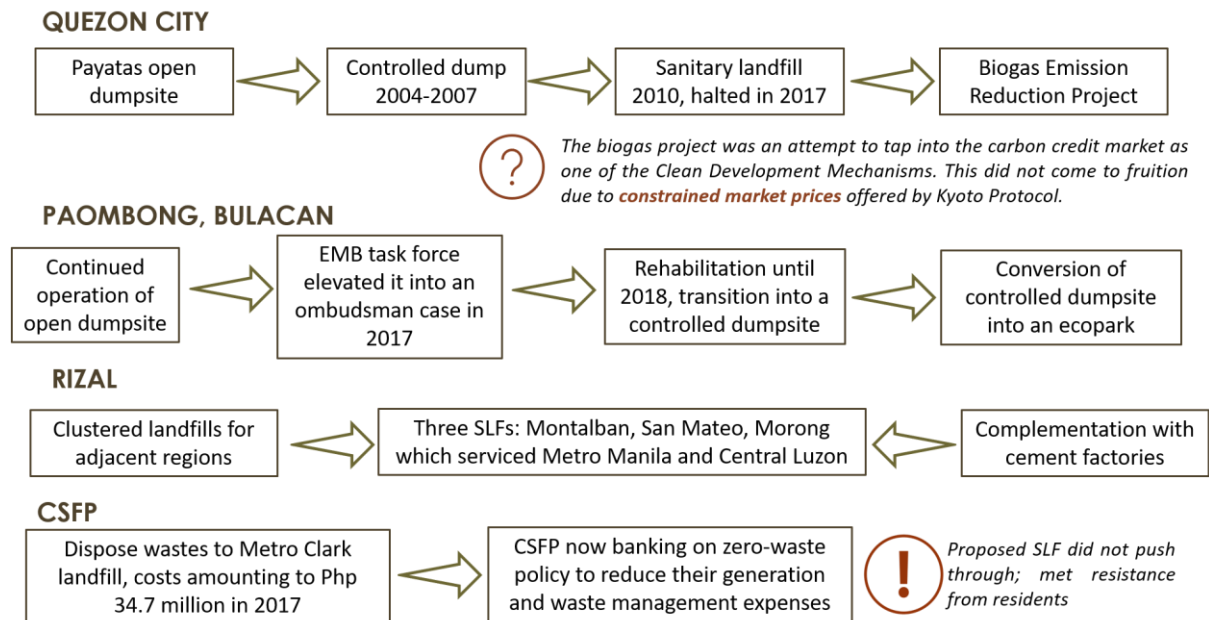 QUEZON CITY
Payatas open
dumpsite
Controlled dump
2004-2007
Sanitary landfill
2010, halted in 2017
Biogas Emission
Reduction Project
?
The biogas project was an attempt to tap into the carbon credit market as
one of the Clean Development Mechanisms. This did not come to fruition
due to constrained market prices offered by Kyoto Protocol.
PAOMBONG, BULACAN
Continued
operation of
open dumpsite
EMB task force
elevated it into an
ombudsman case in
2017
Rehabilitation until
2018, transition into a
controlled dumpsite
Conversion of
controlled dumpsite
into an ecopark
RIZAL
Clustered landfills for
adjacent regions
Three SLFs: Montalban, San Mateo, Morong
which serviced Metro Manila and Central Luzon
Complementation with
cement factories
CSFP
Dispose wastes to Metro Clark
landfill, costs amounting to Php
34.7 million in 2017
CSFP now banking on zero-waste
policy to reduce their generation
and waste management expenses
!
Proposed SLF did not push
through; met resistance
from residents